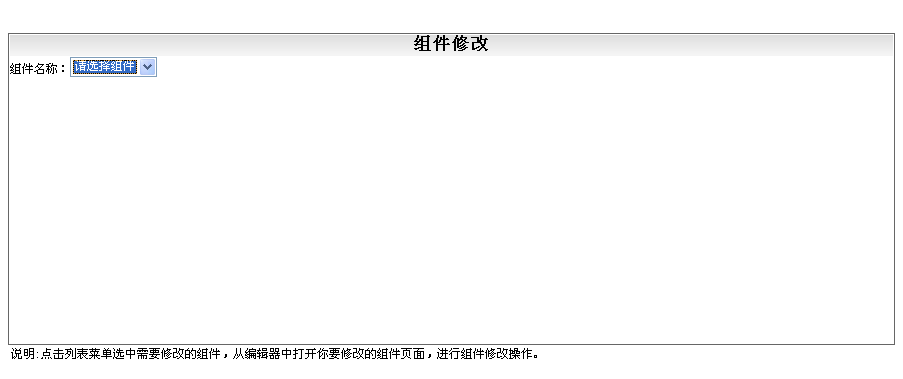 组件修改
组件名称：请选择组件
说明:点击列表菜单选中需要修改的组件，从编辑器中打开你要修改的组件页面，进行组件修改操作。